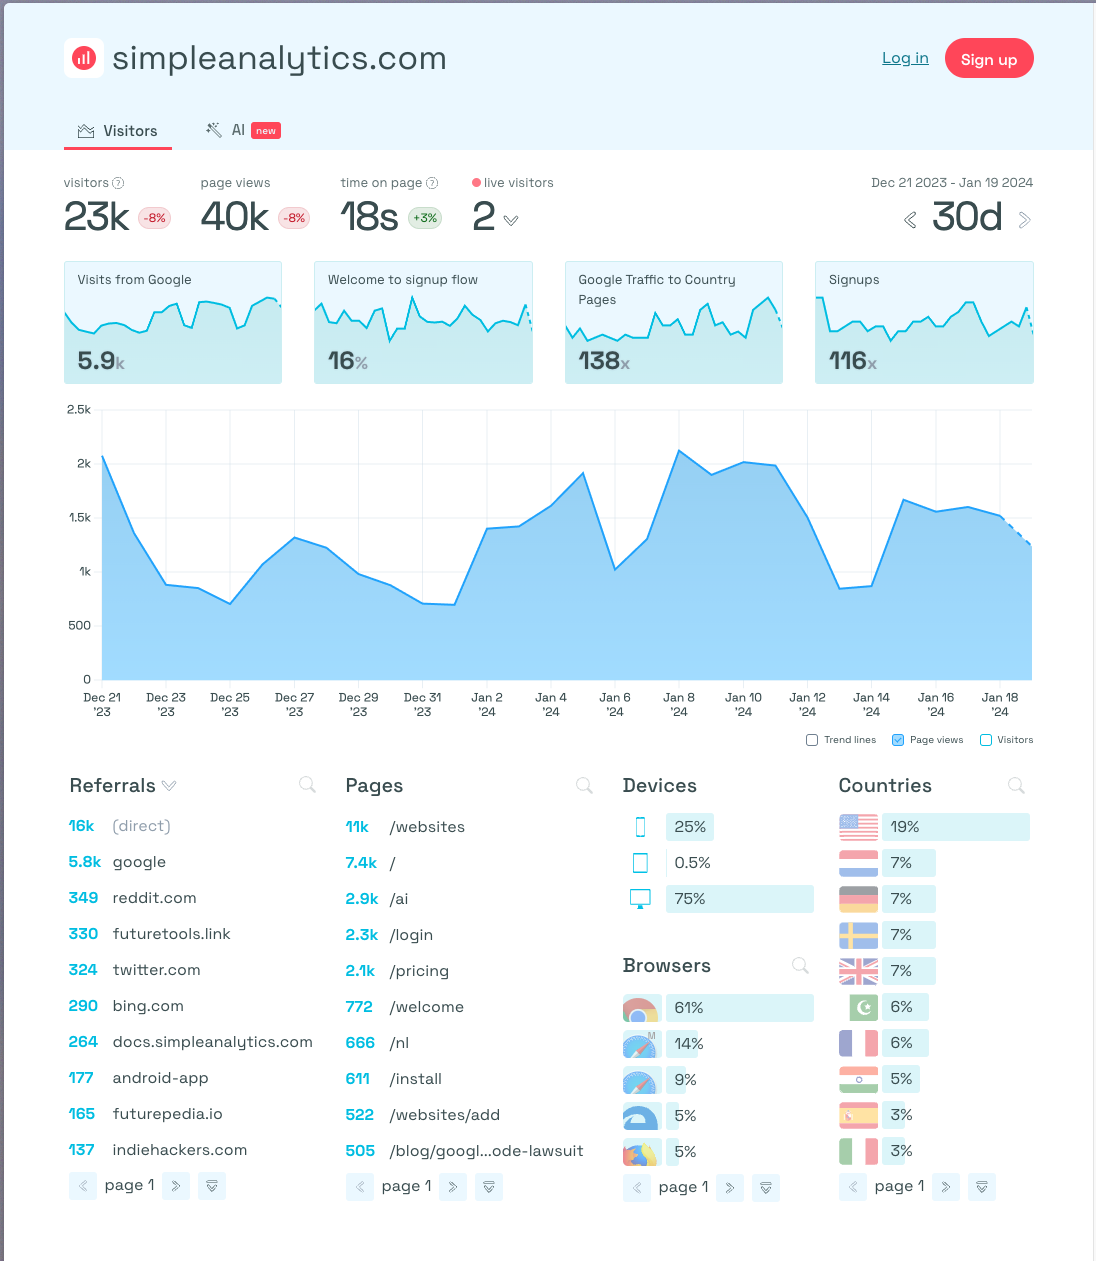 simpleanalytics.com
Log in
Sign up
Visitors
AI new
visitors
page views
time on page
live visitors
Dec 21 2023 - Jan 19 2024
23k -8%
40k -8%
18s +3%
2
30d
Visits from Google
5.9k
Welcome to signup flow
16%
Google Traffic to Country
Pages
138x
Signups
116x
2.5k
2k
1.5k
1k
500
0
Dec 21 '23
Dec 23 '23
Dec 25 '23
Dec 27 '23
Dec 29 '23
Dec 31 '23
Jan 2 '24
Jan 4 '24
Jan 6 '24
Jan 8 '24
Jan 10 '24
Jan 12 '24
Jan 14 '24
Jan 16 '24
Jan 18 '24
Trend lines
Page views
Visitors
Referrals
16k (direct)
5.8k google
349 reddit.com
330 futuretools.link
324 twitter.com
290 bing.com
264 docs.simpleanalytics.com
177 android-app
165 futurepedia.io
137 indiehackers.com
page 1
Pages
11k /websites
7.4k /
2.9k /ai
2.3k /login
2.1k /pricing
772 /welcome
666 /nl
611 /install
522 /websites/add
505 /blog/googl...ode-lawsuit
page 1
Devices
25%
0.5%
75%
Browsers
61%
M
14%
9%
5%
5%
page 1
Countries
19%
7%
7%
7%
7%
6%
6%
5%
3%
3%
page 1